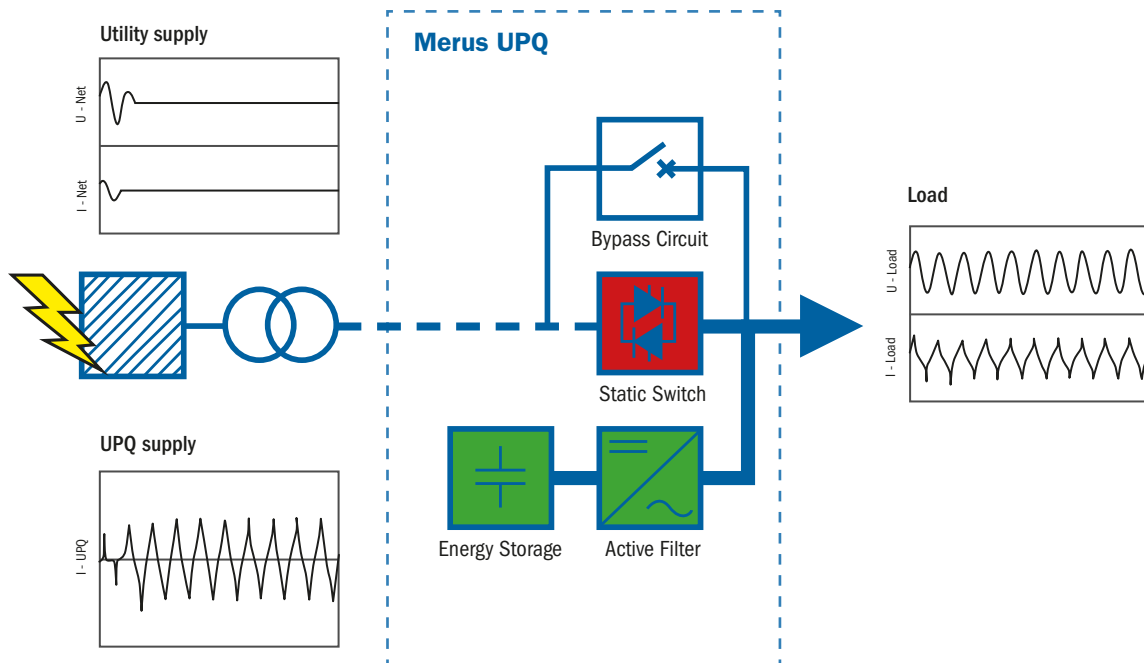 Utility supply
U - Net
I - Net
Merus UPQ
Bypass Circuit
Static Switch
Load
U - Load
I - Load
UPQ supply
I - UPQ
Energy Storage
Active Filter